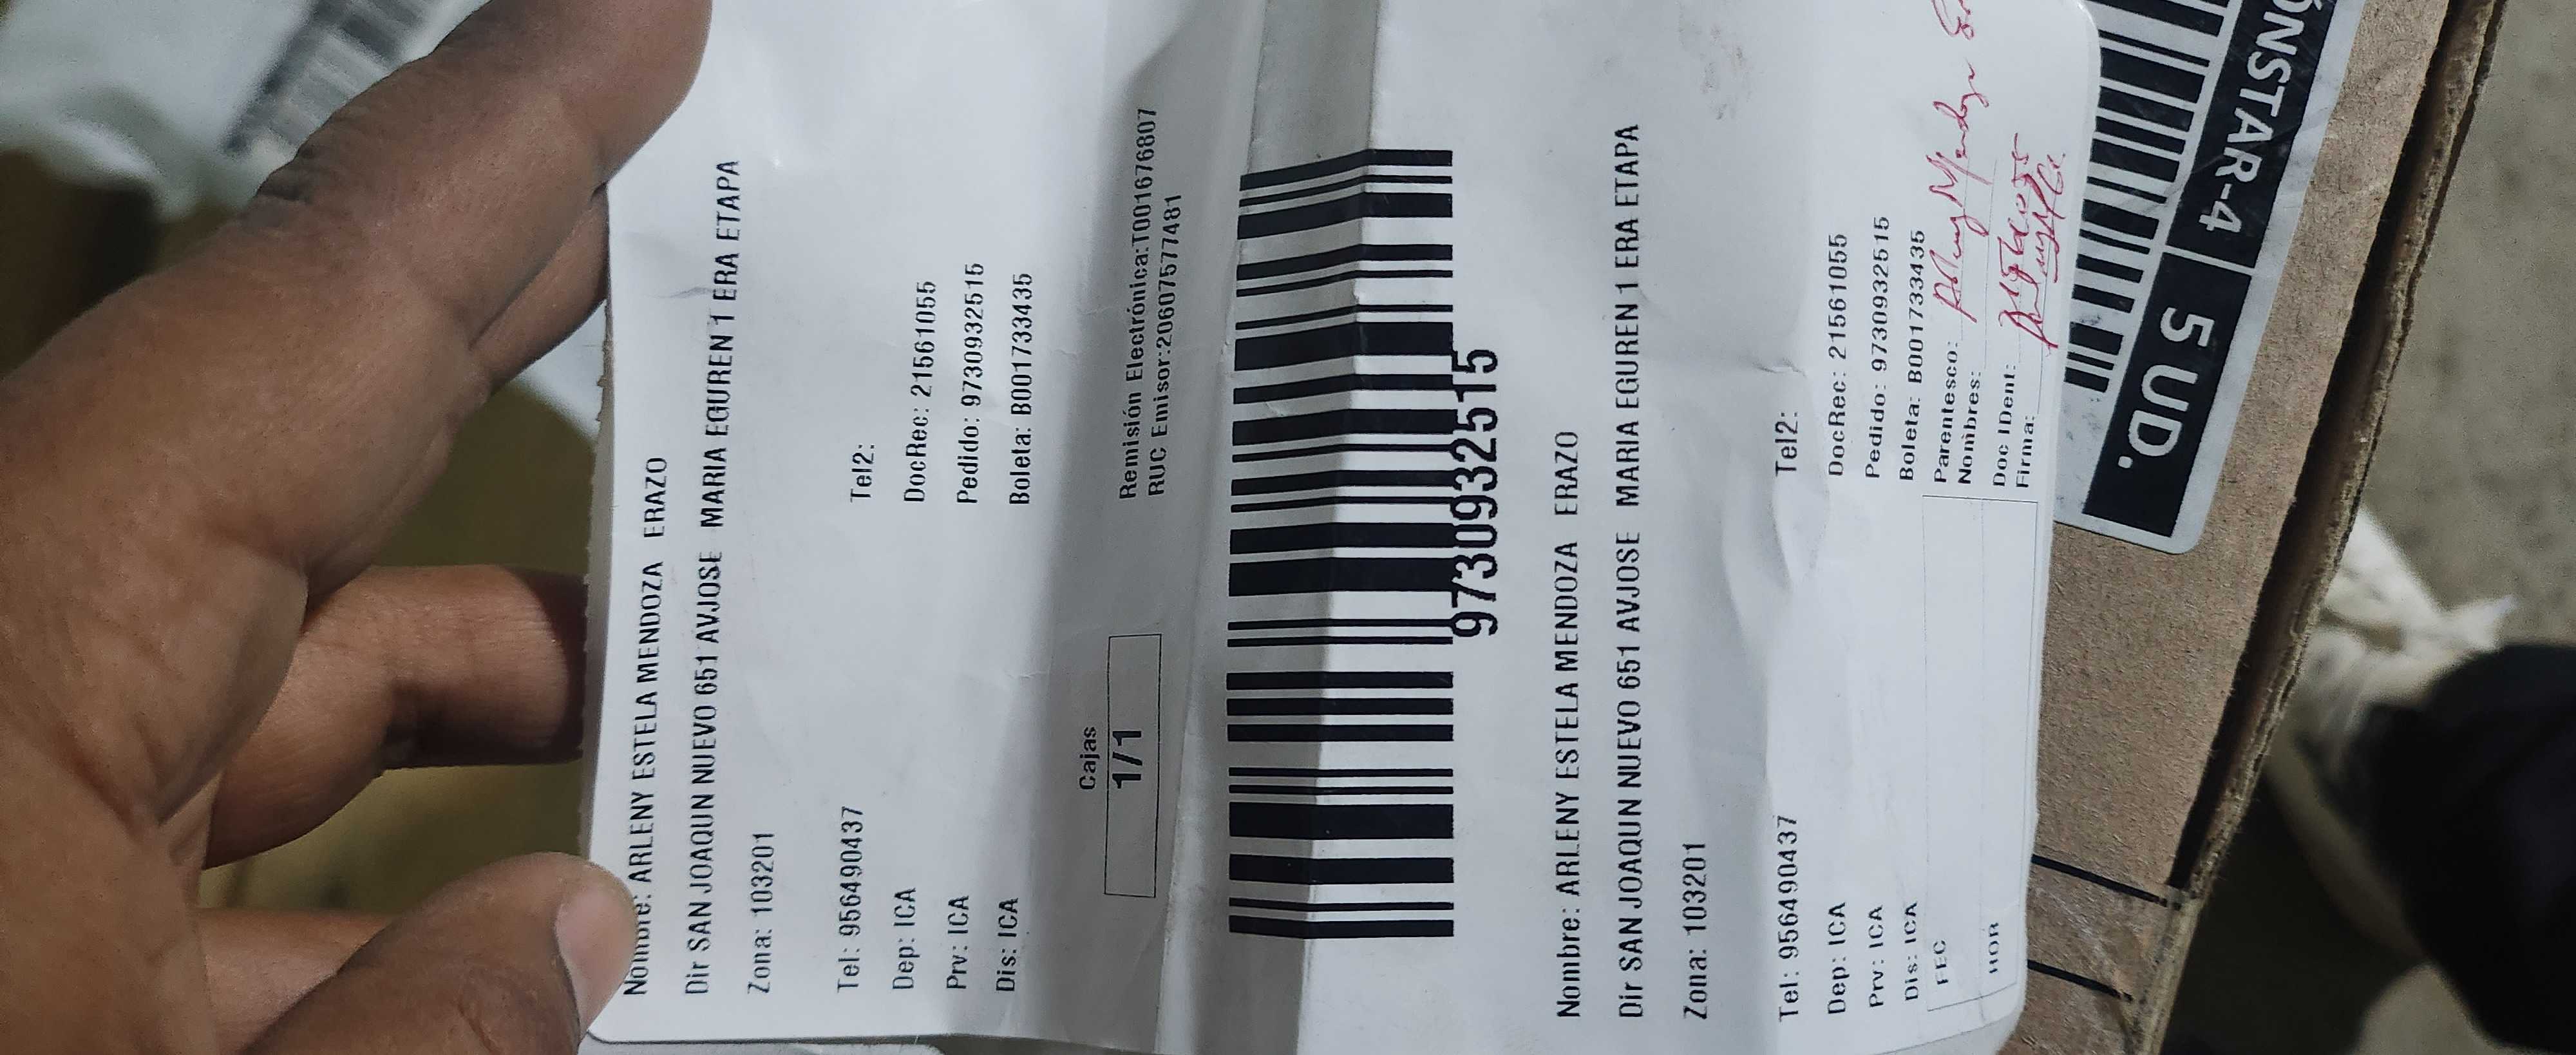 Nombre: ARLENY ESTELA MENDOZA ERAZO
Dir SAN JOAQUN NUEVO 651 AVJOSE MARIA EGUREN 1 ERA ETAPA
Zona: 103201
Tel: 956490437 Tel2:
Dep: ICA DocRec: 21561055
Prv: ICA Pedido: 9730932515
Dis: ICA Boleta: B001733435
Cajas
1/1
Remisión Electrónica:T001676807
RUC Emisor:20607577481
9730932515
Nombre: ARLENY ESTELA MENDOZA ERAZO
Dir SAN JOAQUN NUEVO 651 AVJOSE MARIA EGUREN 1 ERA ETAPA
Zona: 103201
Tel: 956490437 Tel2:
Dep: ICA DocRec: 21561055
Prv: ICA Pedido: 9730932515
Dis: ICA Boleta: B001733435
FEC
HOR
Parentesco:
Nombres: Mendoza
Doc IDent:
Firma:
ÓNSTAR-4
5 UD.